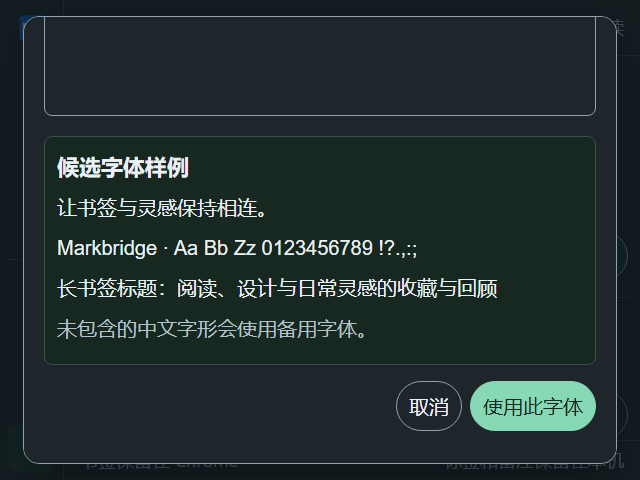 候选字体样例
让书签与灵感保持相连。
Markbridge · Aa Bb Zz 0123456789 !?.,:;
长书签标题：阅读、设计与日常灵感的收藏与回顾
未包含的中文字形会使用备用字体。
取消
使用此字体